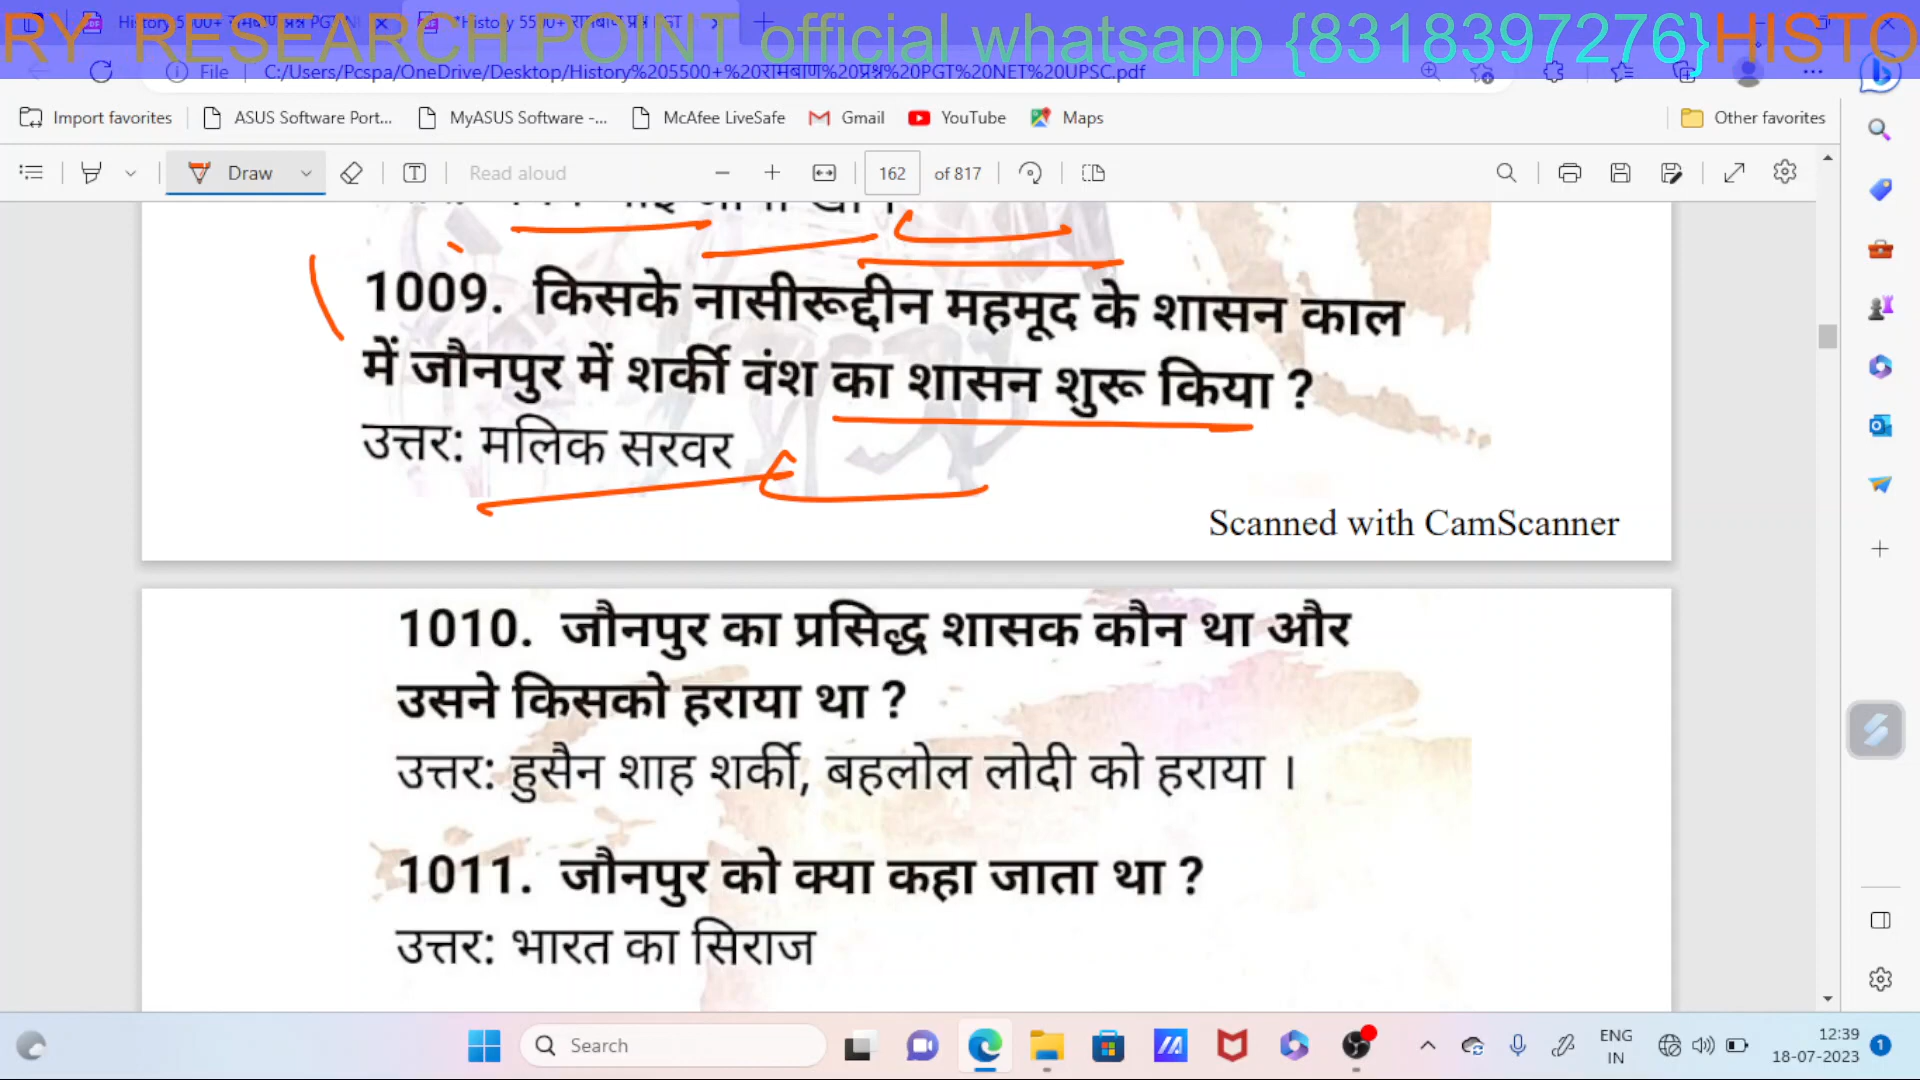 RY RESEARCH POINT official whatsapp {8318397276}HISTO
File C:/Users/Pcspa/OneDrive/Desktop/History%205500+%20रामबाण%20प्रश्न%20PGT%20NET%20UPSC.pdf
Import favorites ASUS Software Port... MyASUS Software -... McAfee LiveSafe Gmail YouTube Maps Other favorites
Draw Read aloud 162 of 817
1009. किसके नासीरूद्दीन महमूद के शासन काल
में जौनपुर में शर्की वंश का शासन शुरू किया ?
उत्तर: मलिक सरवर
Scanned with CamScanner
1010. जौनपुर का प्रसिद्ध शासक कौन था और
उसने किसको हराया था ?
उत्तर: हुसैन शाह शर्की, बहलोल लोदी को हराया ।
1011. जौनपुर को क्या कहा जाता था ?
उत्तर: भारत का सिराज
Search ENG 12:39
IN 18-07-2023 1